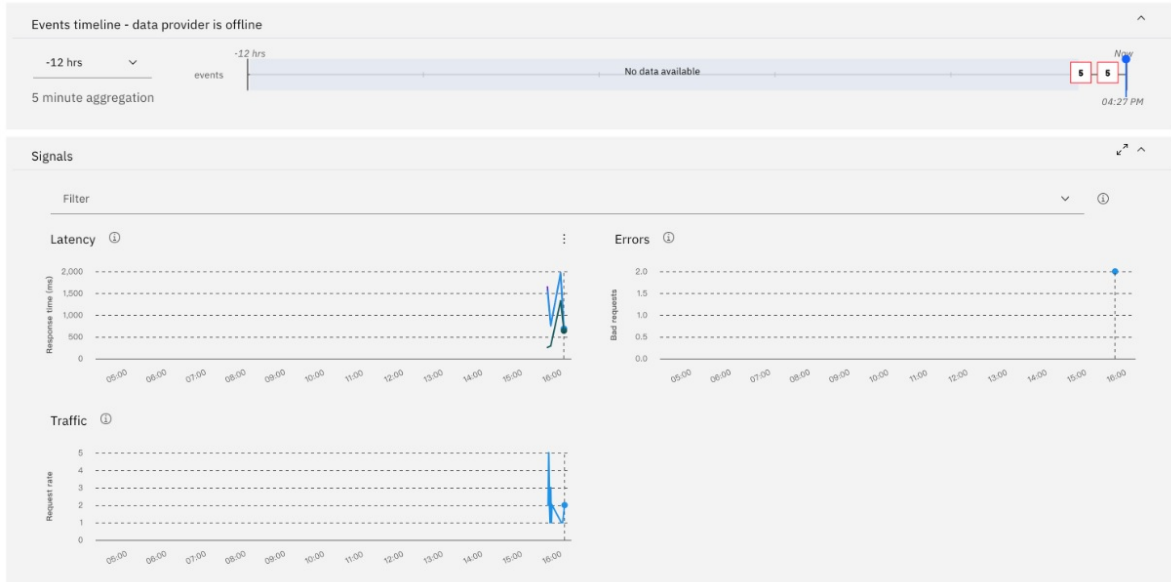 Events timeline - data provider is offline
-12 hrs
-12 hrs
Now
events
No data available
5
5
5 minute aggregation
04:27 PM
Signals
Filter
Latency
Response time (ms)
2,000
1,500
1,000
500
0
05:00 06:00 07:00 08:00 09:00 10:00 11:00 12:00 13:00 14:00 15:00 16:00
Errors
Bad requests
2.0
1.5
1.0
0.5
0.0
05:00 06:00 07:00 08:00 09:00 10:00 11:00 12:00 13:00 14:00 15:00 16:00
Traffic
Request rate
5
4
3
2
1
0
05:00 06:00 07:00 08:00 09:00 10:00 11:00 12:00 13:00 14:00 15:00 16:00